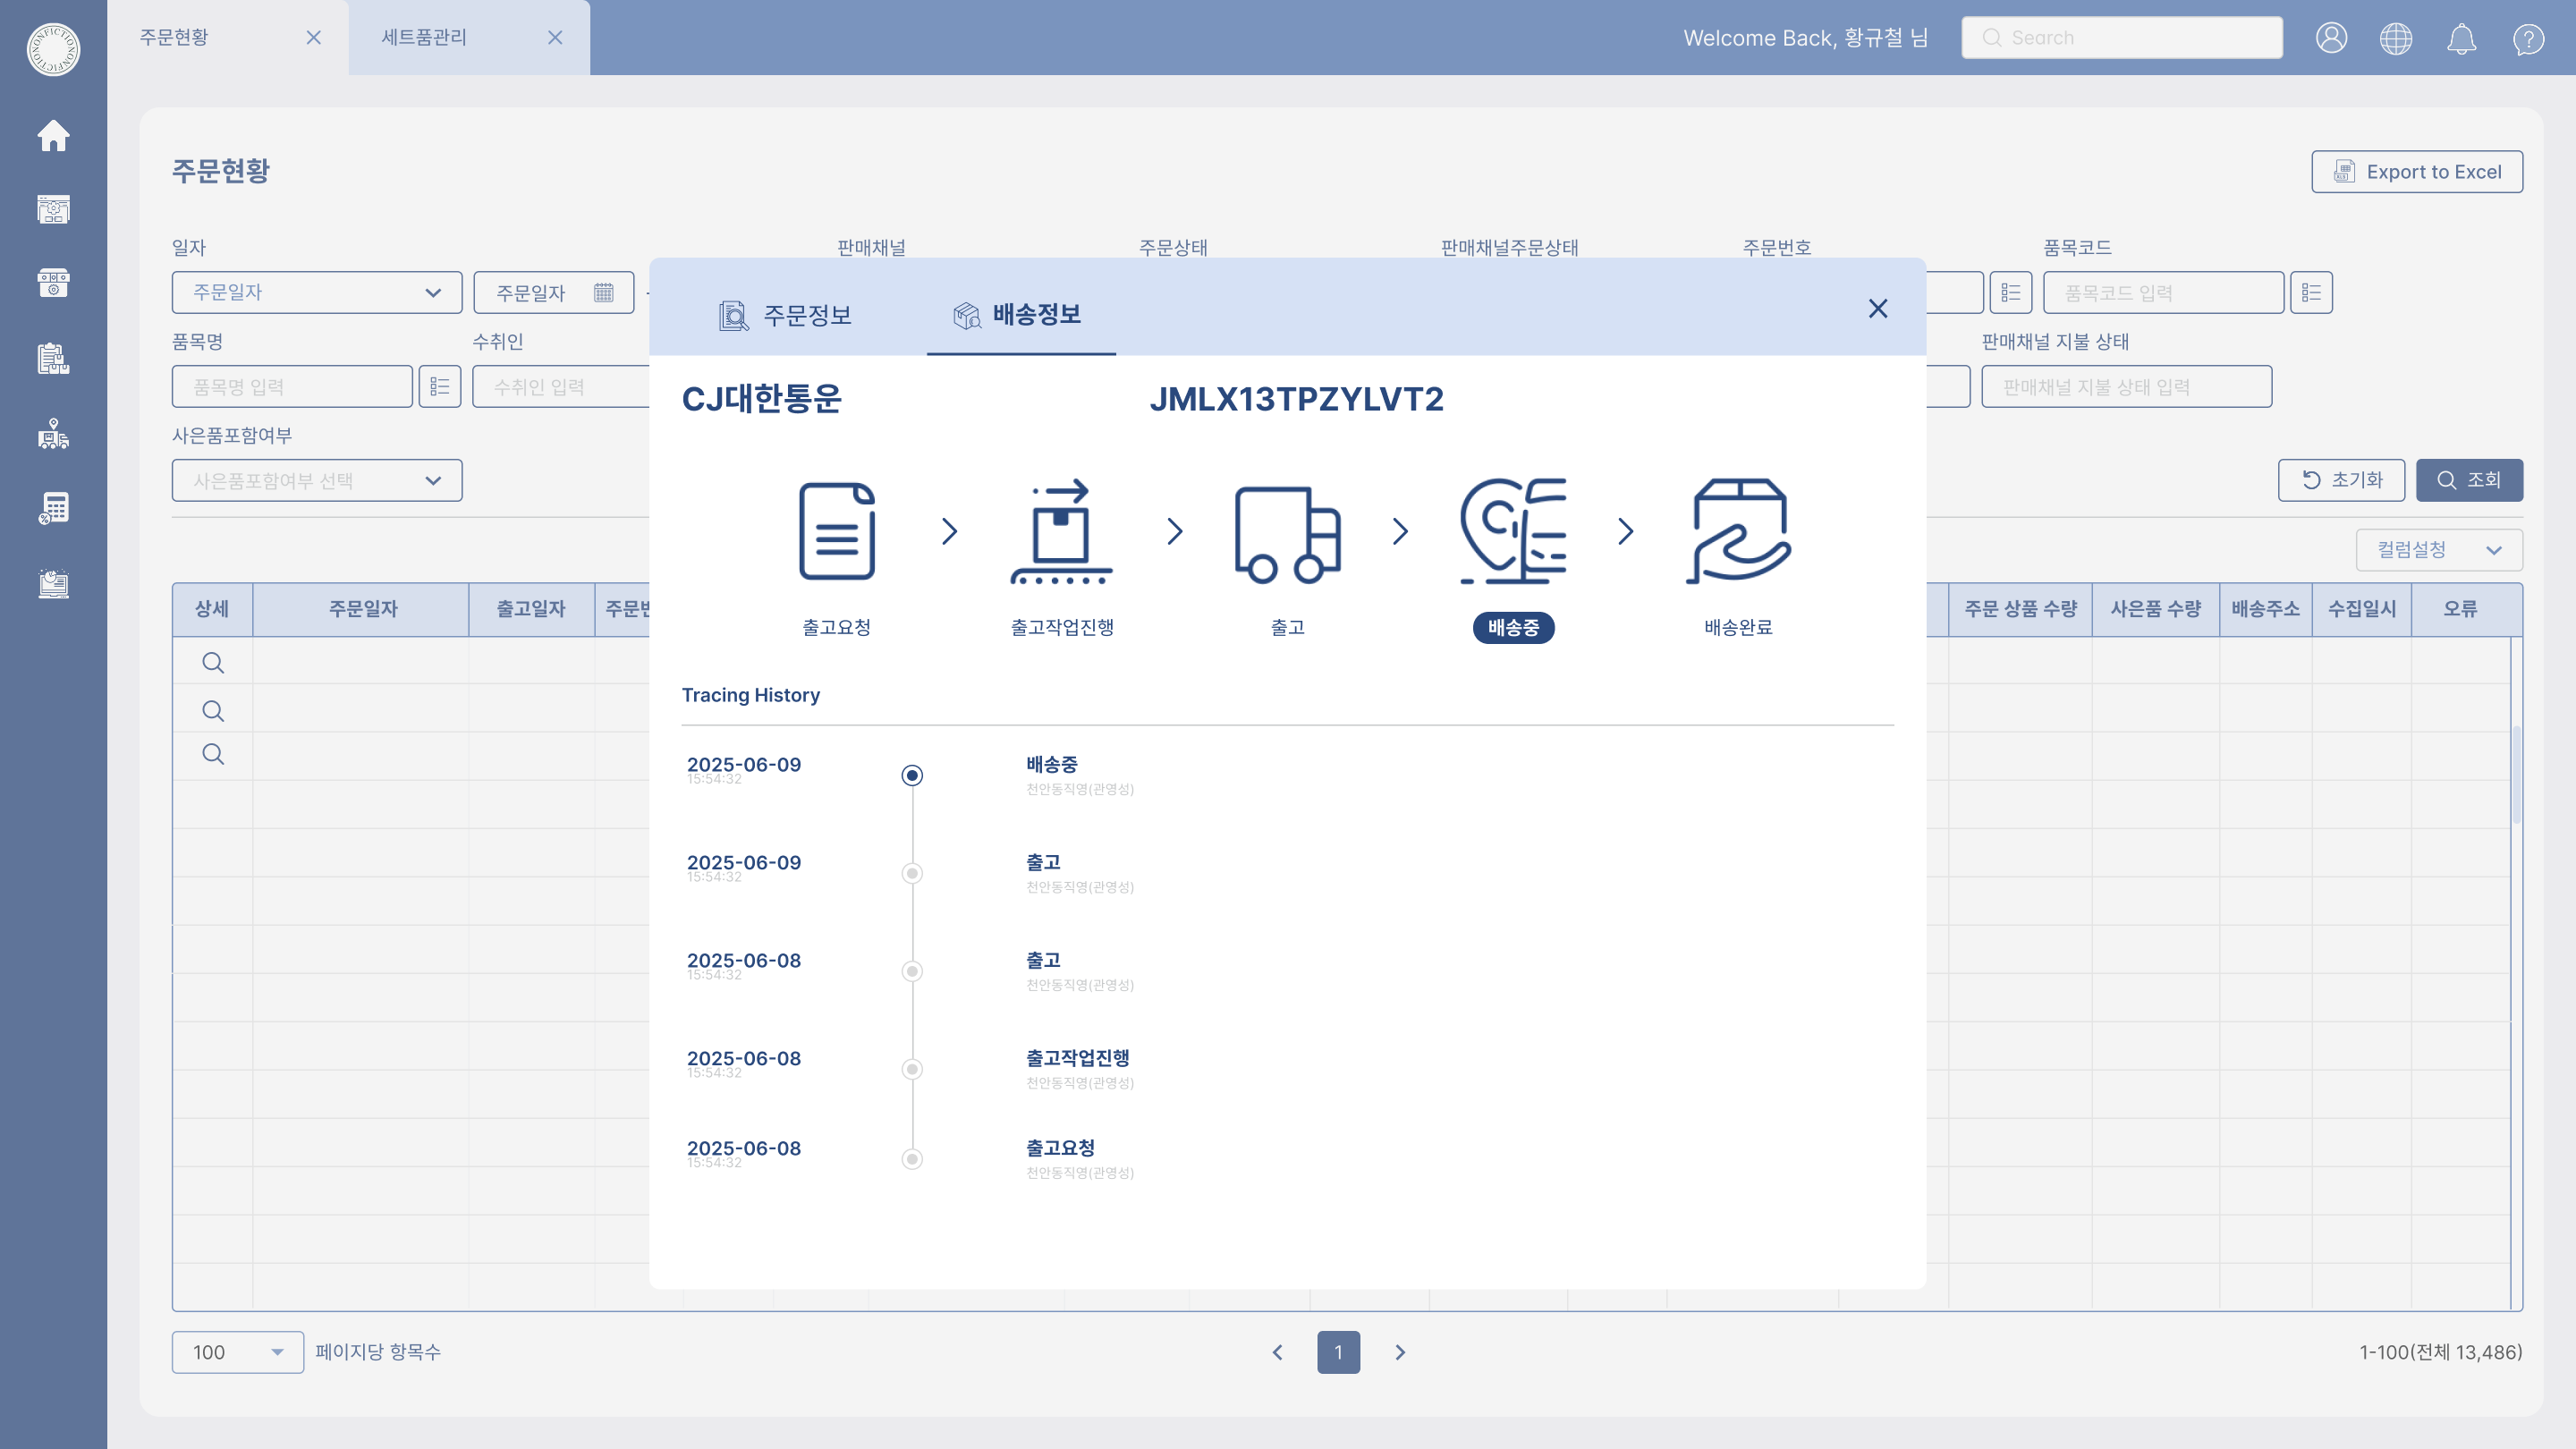 NONFICTIONNONFICTION
주문현황
세트품관리
Welcome Back, 황규철 님
Search
주문현황
Export to Excel
일자
판매채널
주문상태
판매채널주문상태
주문번호
품목코드
주문일자
주문일자
품목코드 입력
품목명
수취인
판매채널 지불 상태
품목명 입력
수취인 입력
판매채널 지불 상태 입력
사은품포함여부
사은품포함여부 선택
초기화
조회
컬럼설청
상세
주문일자
출고일자
주문 상품 수량
사은품 수량
배송주소
수집일시
오류
주문정보
배송정보
CJ대한통운
JMLX13TPZYLVT2
출고요청
출고작업진행
출고
배송중
배송완료
Tracing History
2025-06-09
15:54:32
배송중
천안동직영(관영성)
2025-06-09
15:54:32
출고
천안동직영(관영성)
2025-06-08
15:54:32
출고
천안동직영(관영성)
2025-06-08
15:54:32
출고작업진행
천안동직영(관영성)
2025-06-08
15:54:32
출고요청
천안동직영(관영성)
100
페이지당 항목수
1
1-100(전체 13,486)